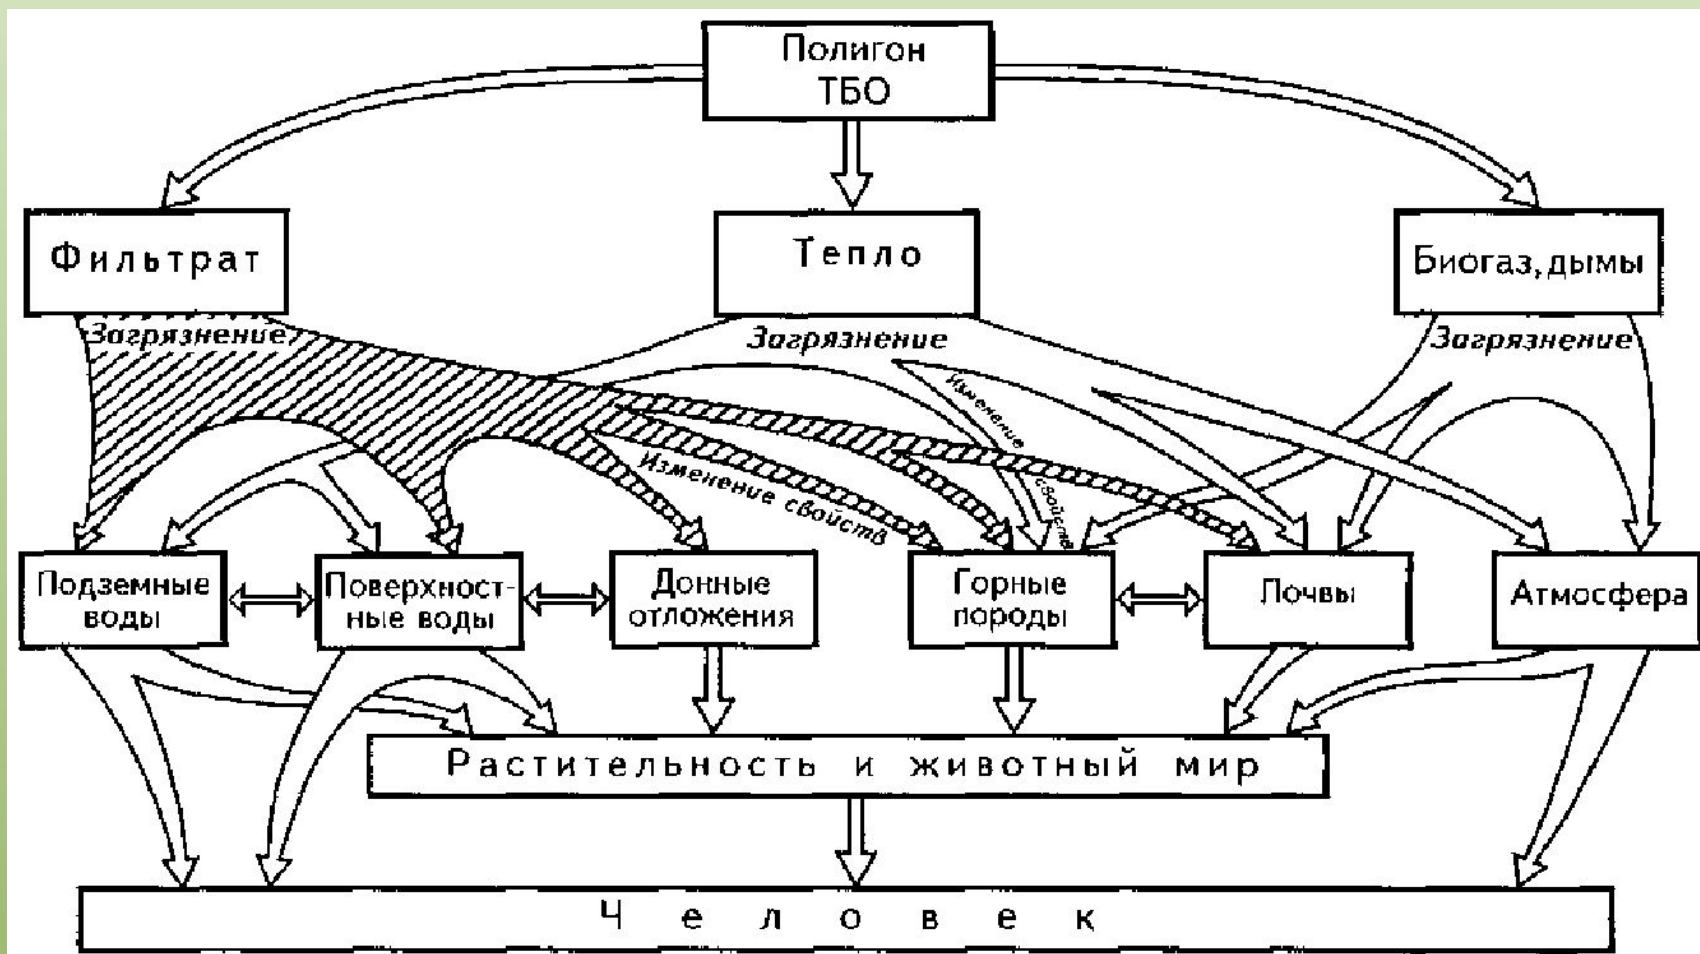 Полигон
ТБО
Фильтрат
Тепло
Биогаз, дымы
Загрязнение
Загрязнение
Загрязнение
Изменение свойств
Изменение свойств
Подземные
воды
Поверхност-
ные воды
Донные
отложения
Горные
породы
Лочвы
Атмосфера
Растительность и животный мир
Человек